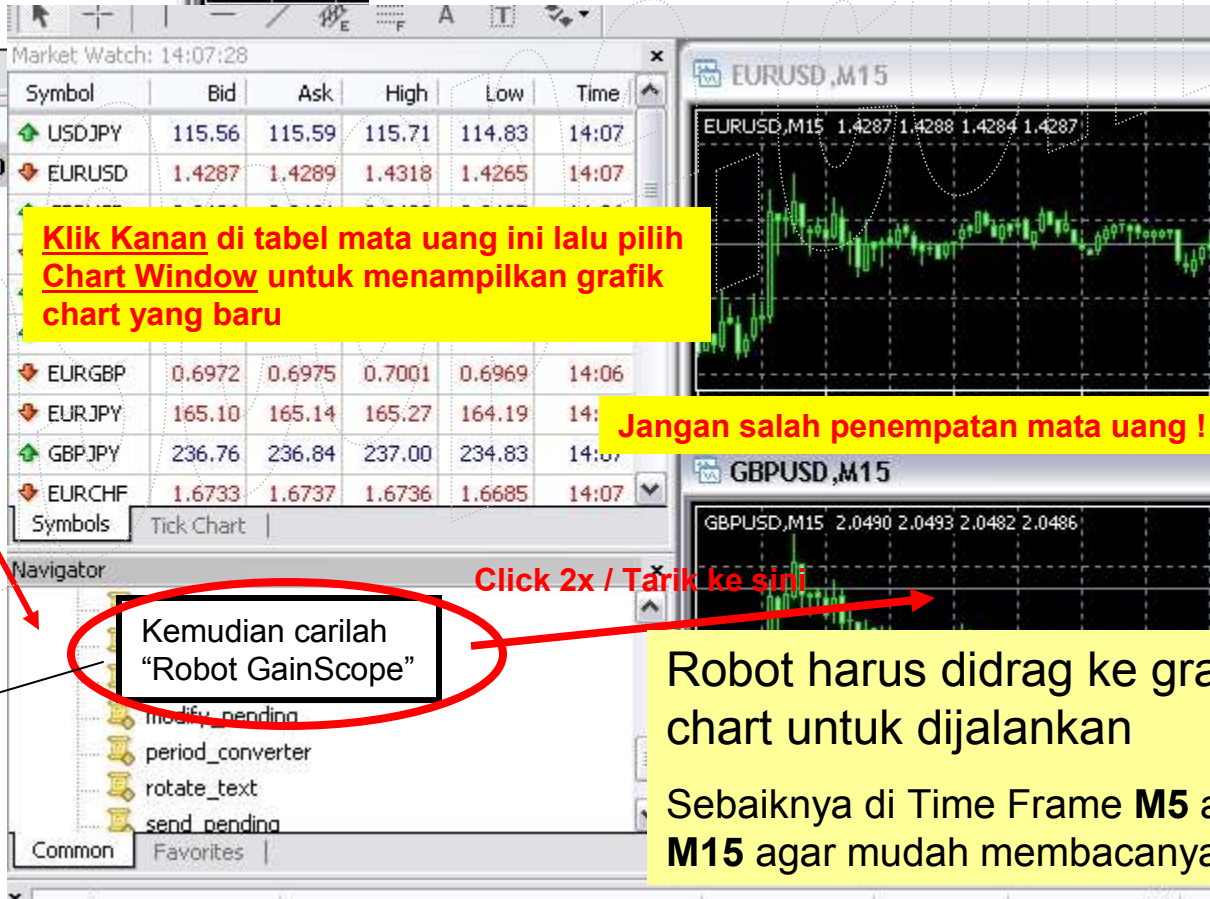 E F A T
Market Watch: 14:07:28
Symbol Bid Ask High Low Time
USDJPY 115.56 115.59 115.71 114.83 14:07
EURUSD 1.4287 1.4289 1.4318 1.4265 14:07
Klik Kanan di tabel mata uang ini lalu pilih
Chart Window untuk menampilkan grafik
chart yang baru
EURGBP 0.6972 0.6975 0.7001 0.6969 14:06
EURJPY 165.10 165.14 165.27 164.19 14:
GBPJPY 236.76 236.84 237.00 234.83 14:07
EURCHF 1.6733 1.6737 1.6736 1.6685 14:07
Symbols Tick Chart
EURUSD,M15
EURUSD,M15 1.4287 1.4288 1.4284 1.4287
Jangan salah penempatan mata uang !
GBPUSD,M15
GBPUSD,M15 2.0490 2.0493 2.0482 2.0486
Navigator
Click 2x / Tarik ke sini
Kemudian carilah
“Robot GainScope”
modify_pending
period_converter
rotate_text
send_pending
Common Favorites
Robot harus didrag ke gra
chart untuk dijalankan
Sebaiknya di Time Frame M5 a
M15 agar mudah membacanya